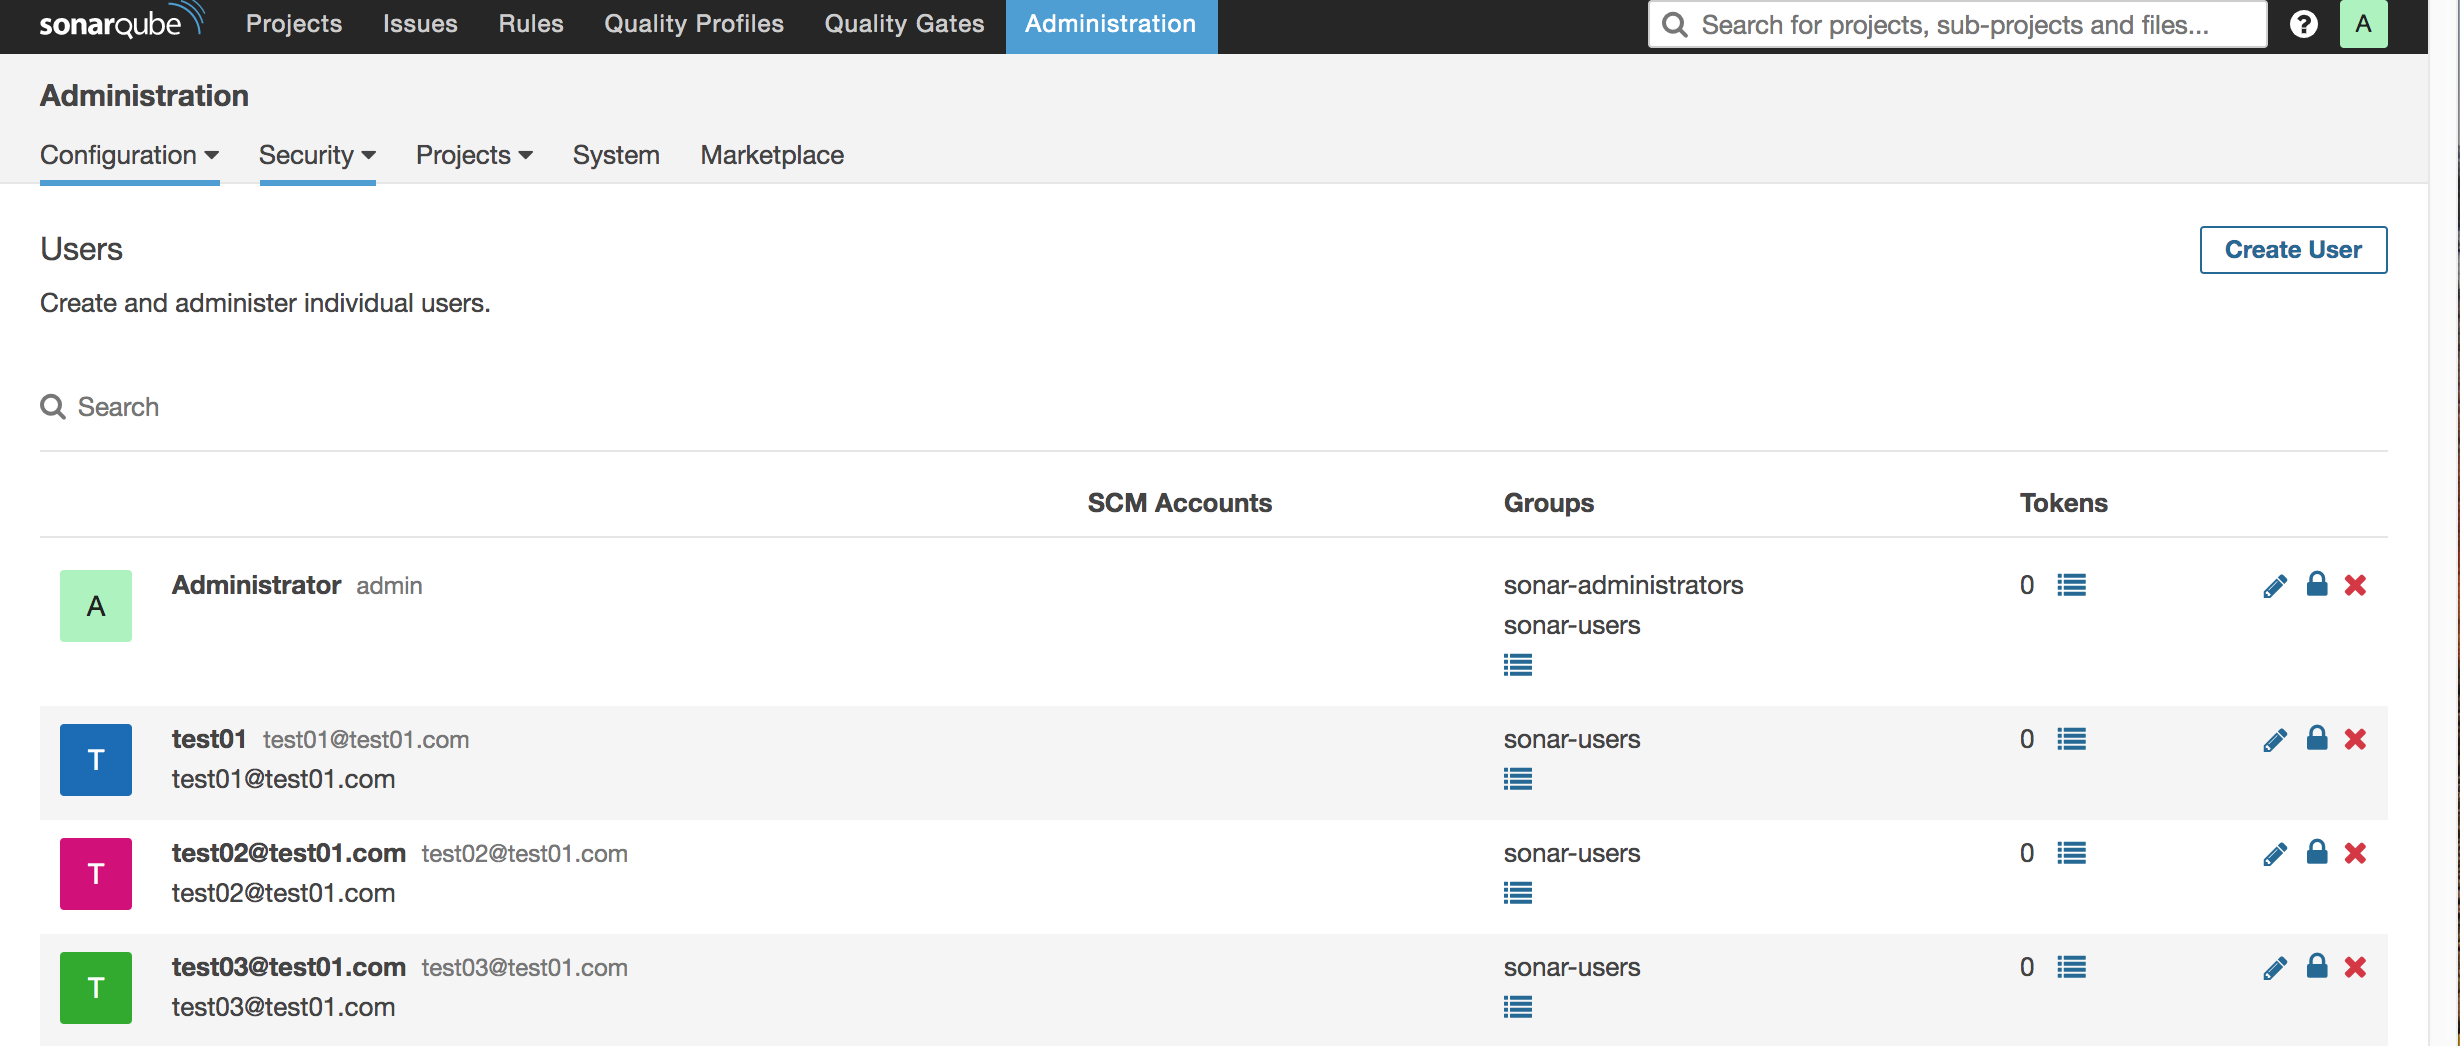 sonarqube Projects Issues Rules Quality Profiles Quality Gates Administration Search for projects, sub-projects and files... ? A
Administration
Configuration Security Projects System Marketplace
Users Create User
Create and administer individual users.
Search
SCM Accounts Groups Tokens
A Administrator admin sonar-administrators 0
sonar-users
T test01 test01@test01.com sonar-users 0
test01@test01.com
T test02@test01.com test02@test01.com sonar-users 0
test02@test01.com
T test03@test01.com test03@test01.com sonar-users 0
test03@test01.com